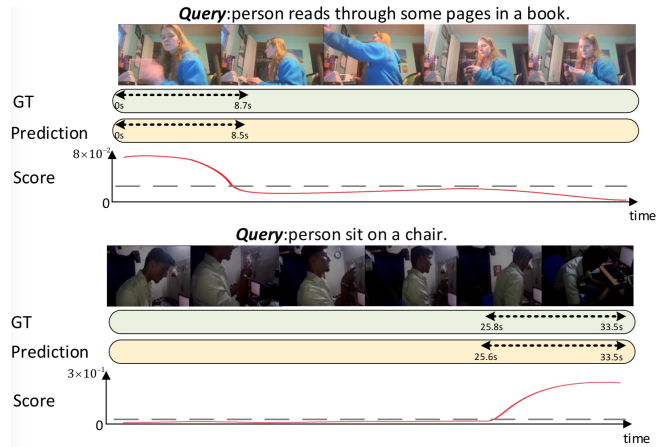 Query:person reads through some pages in a book.
GT
0s 8.7s
Prediction
0s 8.5s
8×10⁻²
Score
0
time
Query:person sit on a chair.
GT
25.8s 33.5s
Prediction
25.6s 33.5s
3×10⁻¹
Score
0
time